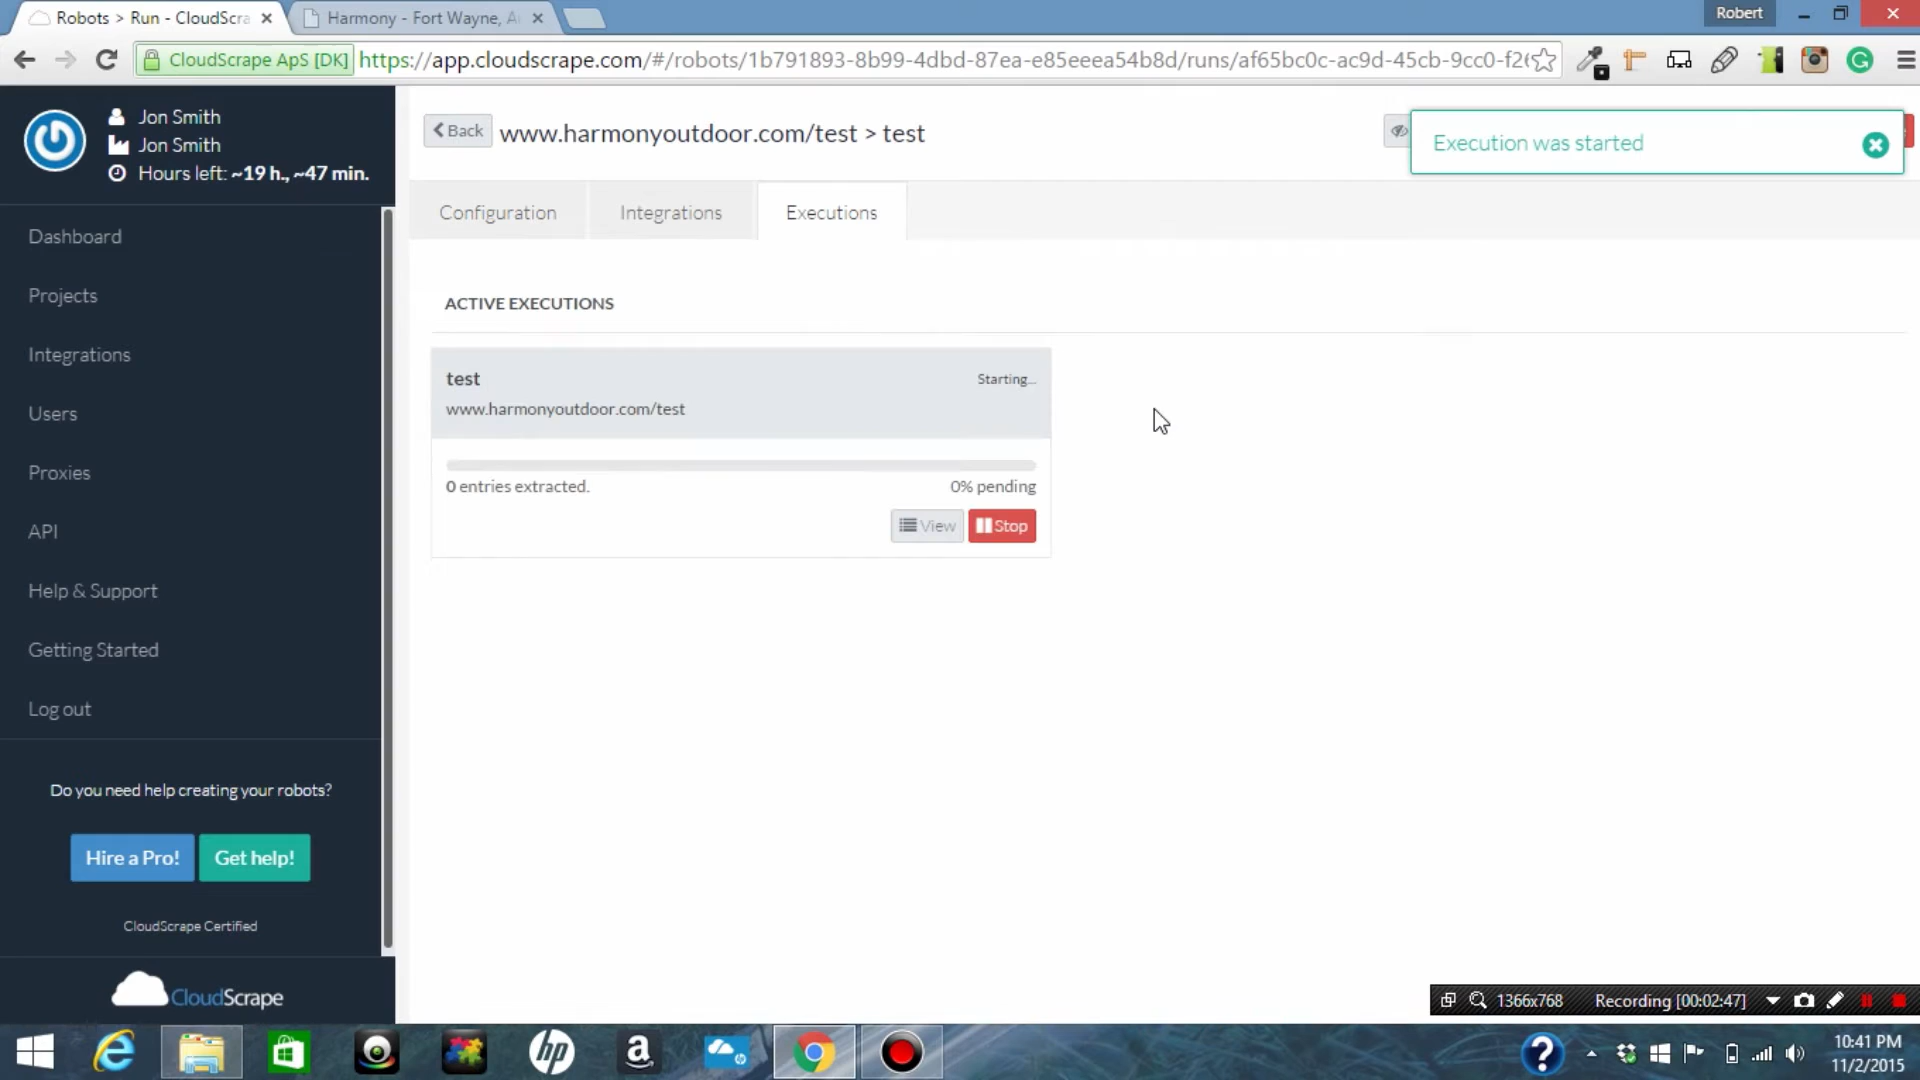 Robots > Run - CloudScra
Harmony - Fort Wayne, A
Robert
CloudScrape ApS [DK]
https://app.cloudscrape.com/#/robots/1b791893-8b99-4dbd-87ea-e85eeea54b8d/runs/af65bc0c-ac9d-45cb-9cc0-f26
Jon Smith
Jon Smith
Hours left: ~19 h., ~47 min.
Back
www.harmonyoutdoor.com/test > test
Execution was started
Configuration
Integrations
Executions
Dashboard
Projects
Integrations
Users
Proxies
API
Help & Support
Getting Started
Log out
ACTIVE EXECUTIONS
test
Starting...
www.harmonyoutdoor.com/test
0 entries extracted.
0% pending
View
Stop
Do you need help creating your robots?
Hire a Pro!
Get help!
CloudScrape Certified
CloudScrape
1366x768
Recording [00:02:47]
hp
a
10:41 PM
11/2/2015